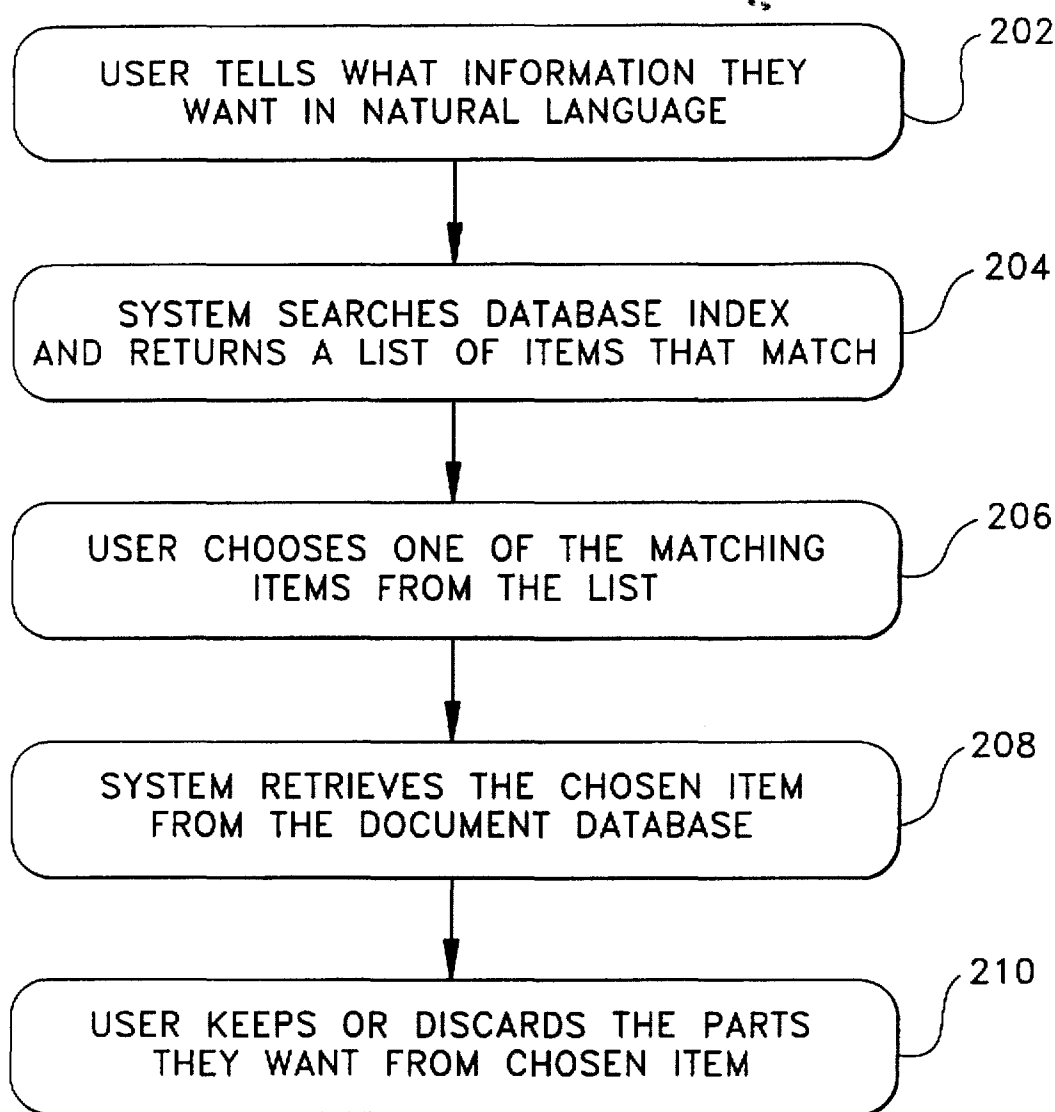 202
USER TELLS WHAT INFORMATION THEY
WANT IN NATURAL LANGUAGE
204
SYSTEM SEARCHES DATABASE INDEX
AND RETURNS A LIST OF ITEMS THAT MATCH
206
USER CHOOSES ONE OF THE MATCHING
ITEMS FROM THE LIST
208
SYSTEM RETRIEVES THE CHOSEN ITEM
FROM THE DOCUMENT DATABASE
210
USER KEEPS OR DISCARDS THE PARTS
THEY WANT FROM CHOSEN ITEM